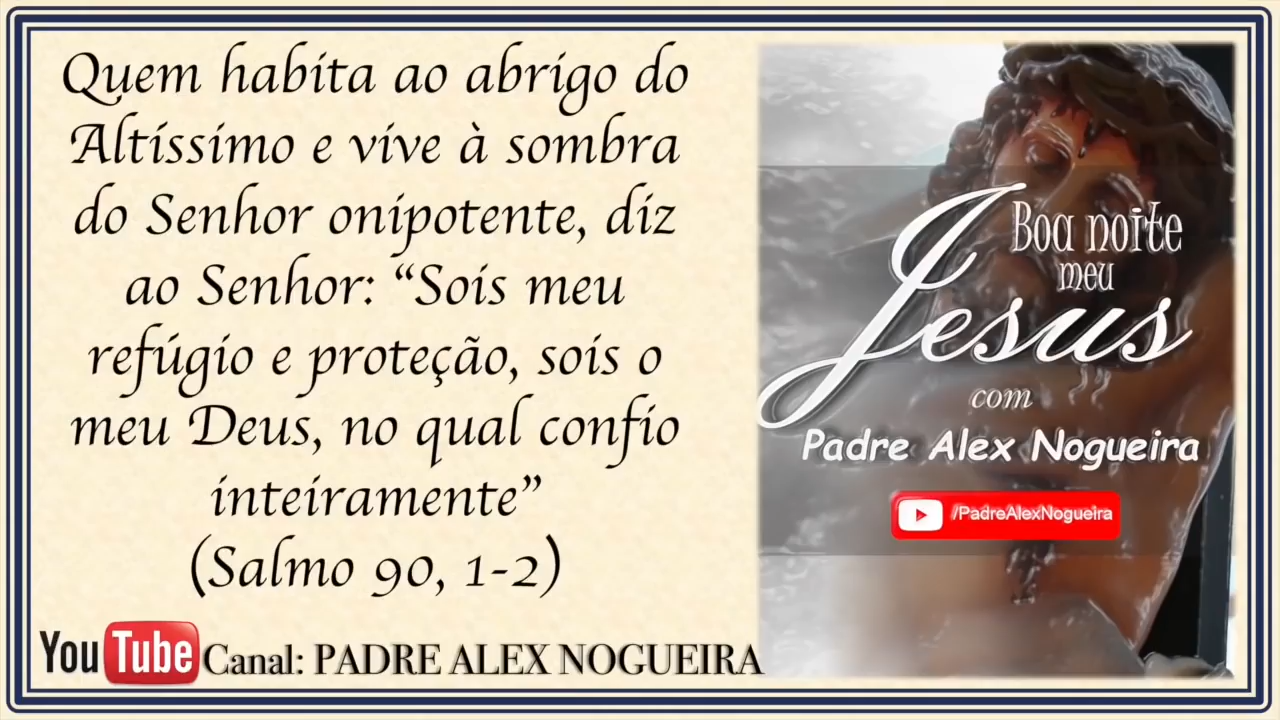 Quem habita ao abrigo do
Altíssimo e vive à sombra
do Senhor onipotente, diz
ao Senhor: “Sois meu
refúgio e proteção, sois o
meu Deus, no qual confio
inteiramente”
(Salmo 90, 1-2)
YouTube Canal: PADRE ALEX NOGUEIRA
Boa noite
meu
Jesus
com
Padre Alex Nogueira
/PadreAlexNogueira